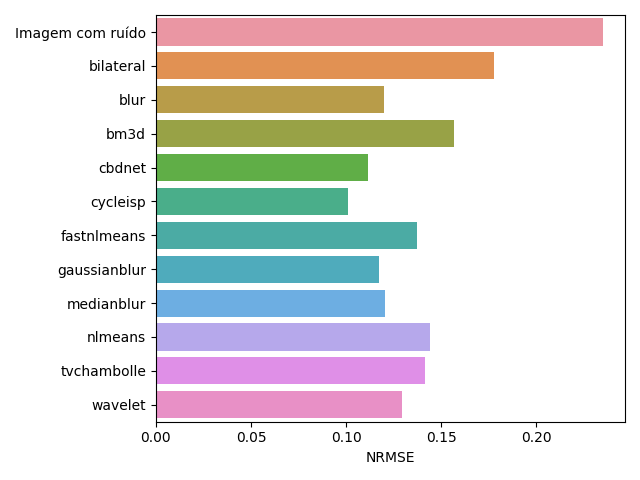 Imagem com ruído
bilateral
blur
bm3d
cbdnet
cycleisp
fastnlmeans
gaussianblur
medianblur
nlmeans
tvchambolle
wavelet
0.00 0.05 0.10 0.15 0.20
NRMSE